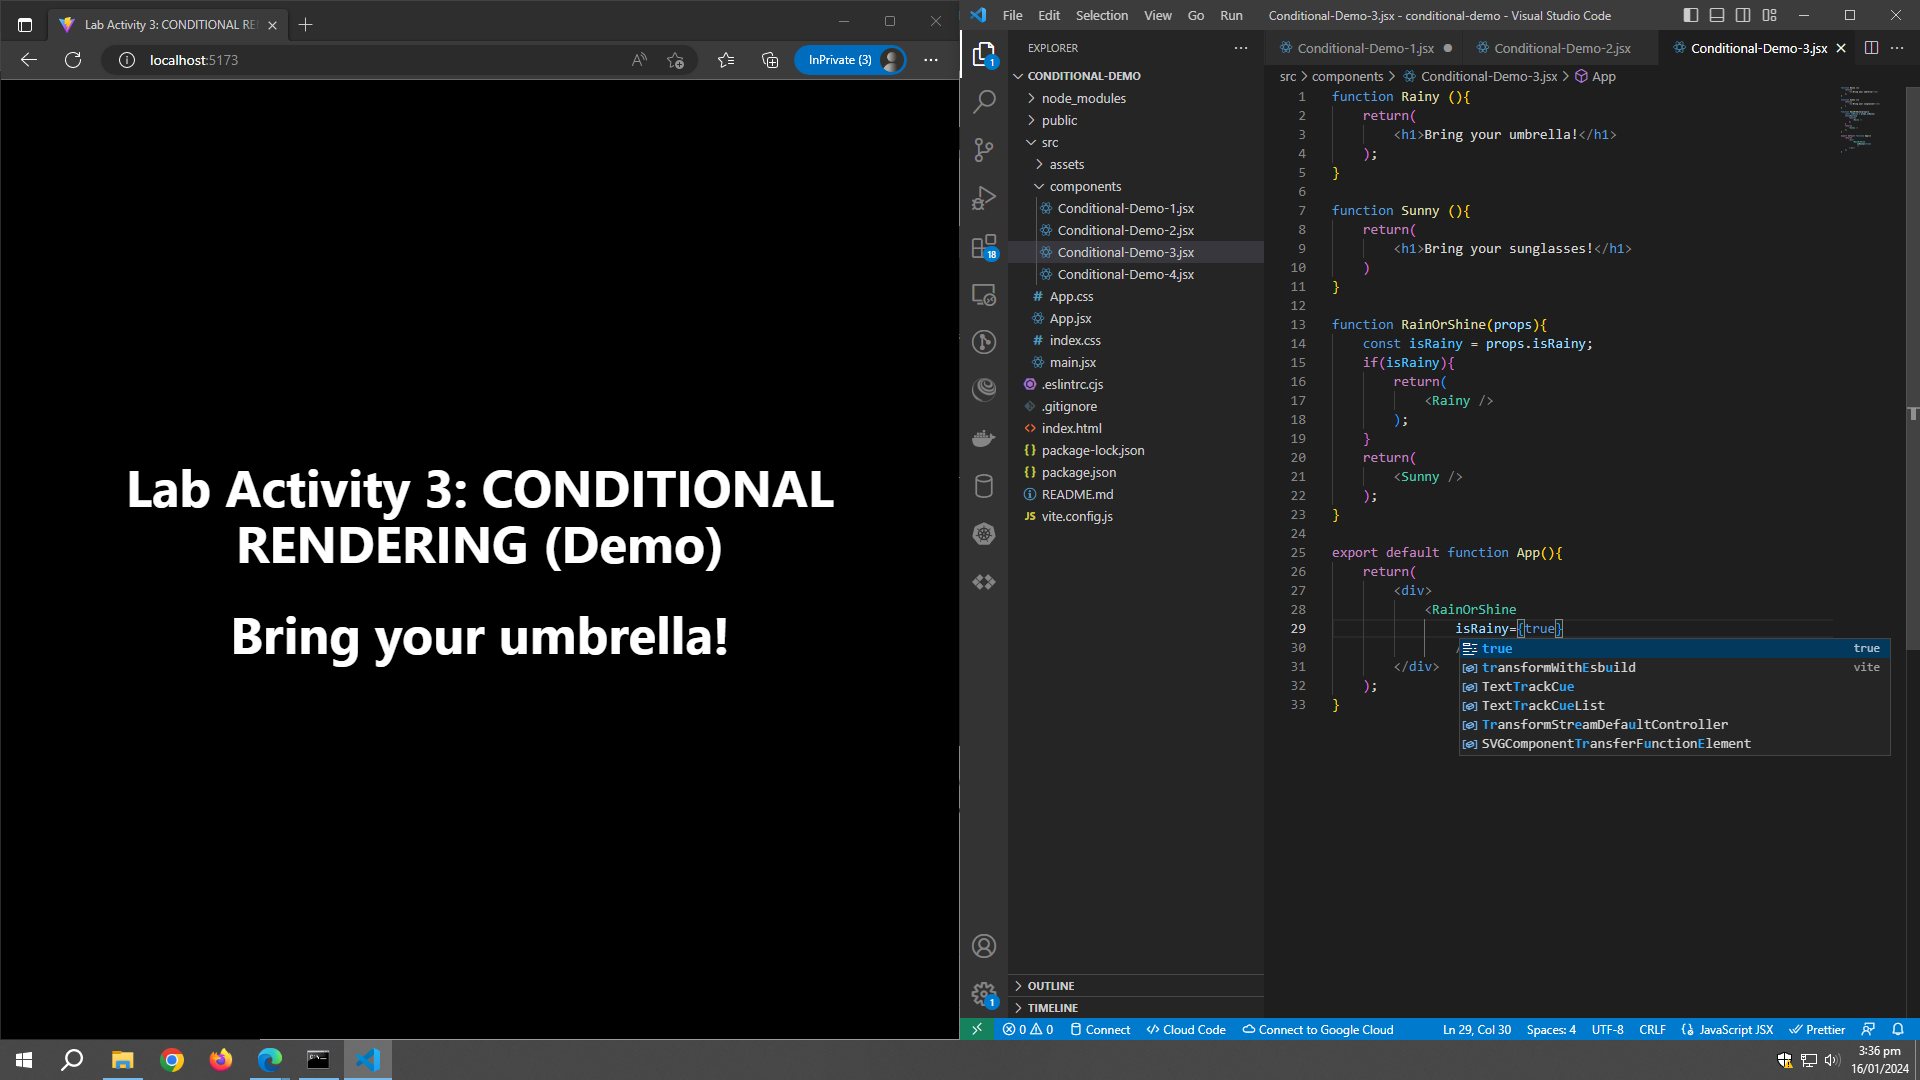 Lab Activity 3: CONDITIONAL RE
localhost:5173
InPrivate (3)
Lab Activity 3: CONDITIONAL
RENDERING (Demo)
Bring your umbrella!
File Edit Selection View Go Run
Conditional-Demo-3.jsx - conditional-demo - Visual Studio Code
EXPLORER
CONDITIONAL-DEMO
node_modules
public
src
assets
components
Conditional-Demo-1.jsx
Conditional-Demo-2.jsx
Conditional-Demo-3.jsx
Conditional-Demo-4.jsx
# App.css
App.jsx
# index.css
main.jsx
.eslintrc.cjs
.gitignore
<> index.html
{} package-lock.json
{} package.json
README.md
JS vite.config.js
OUTLINE
TIMELINE
1
18
1
Conditional-Demo-1.jsx
Conditional-Demo-2.jsx
Conditional-Demo-3.jsx
src > components > Conditional-Demo-3.jsx > App
1 function Rainy (){
2 return(
3 <h1>Bring your umbrella!</h1>
4 );
5 }
6
7 function Sunny (){
8 return(
9 <h1>Bring your sunglasses!</h1>
10 )
11 }
12
13 function RainOrShine(props){
14 const isRainy = props.isRainy;
15 if(isRainy){
16 return(
17 <Rainy />
18 );
19 }
20 return(
21 <Sunny />
22 );
23 }
24
25 export default function App(){
26 return(
27 <div>
28 <RainOrShine
29 isRainy={true}
30 /
31 </div>
32 );
33 }
true true
transformWithEsbuild vite
TextTrackCue
TextTrackCueList
TransformStreamDefaultController
SVGComponentTransferFunctionElement
0 0 Connect Cloud Code Connect to Google Cloud
Ln 29, Col 30 Spaces: 4 UTF-8 CRLF JavaScript JSX Prettier
3:36 pm
16/01/2024